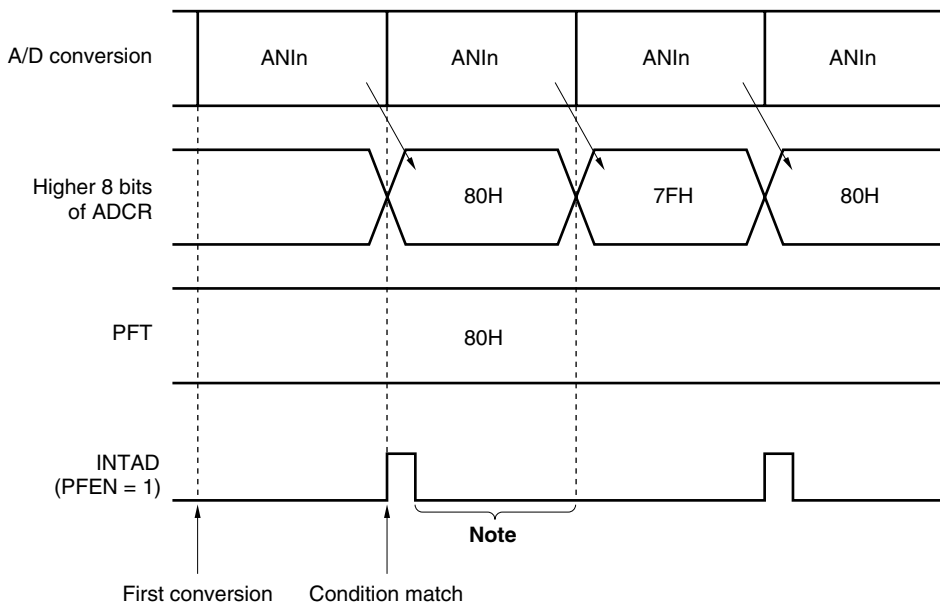 A/D conversion
ANIn
ANIn
ANIn
ANIn
Higher 8 bits
of ADCR
80H
7FH
80H
PFT
80H
INTAD
(PFEN = 1)
Note
First conversion
Condition match